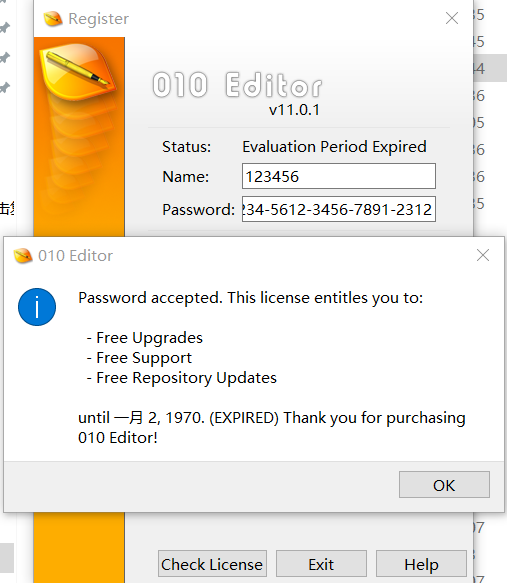 Register
010 Editor
v11.0.1
Status: Evaluation Period Expired
Name: 123456
Password: 234-5612-3456-7891-2312
010 Editor
Password accepted. This license entitles you to:
- Free Upgrades
- Free Support
- Free Repository Updates
until 一月 2, 1970. (EXPIRED) Thank you for purchasing
010 Editor!
OK
Check License Exit Help